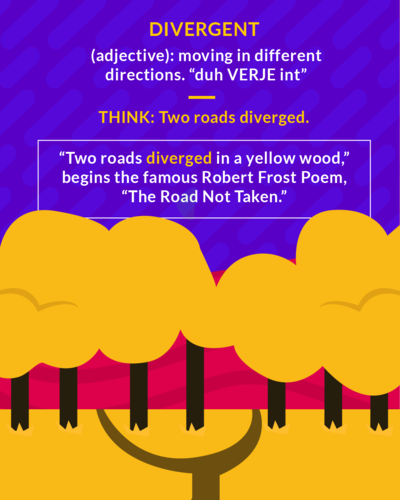 DIVERGENT
(adjective): moving in different
directions. “duh VERJE int”
THINK: Two roads diverged.
“Two roads diverged in a yellow wood,”
begins the famous Robert Frost Poem,
“The Road Not Taken.”